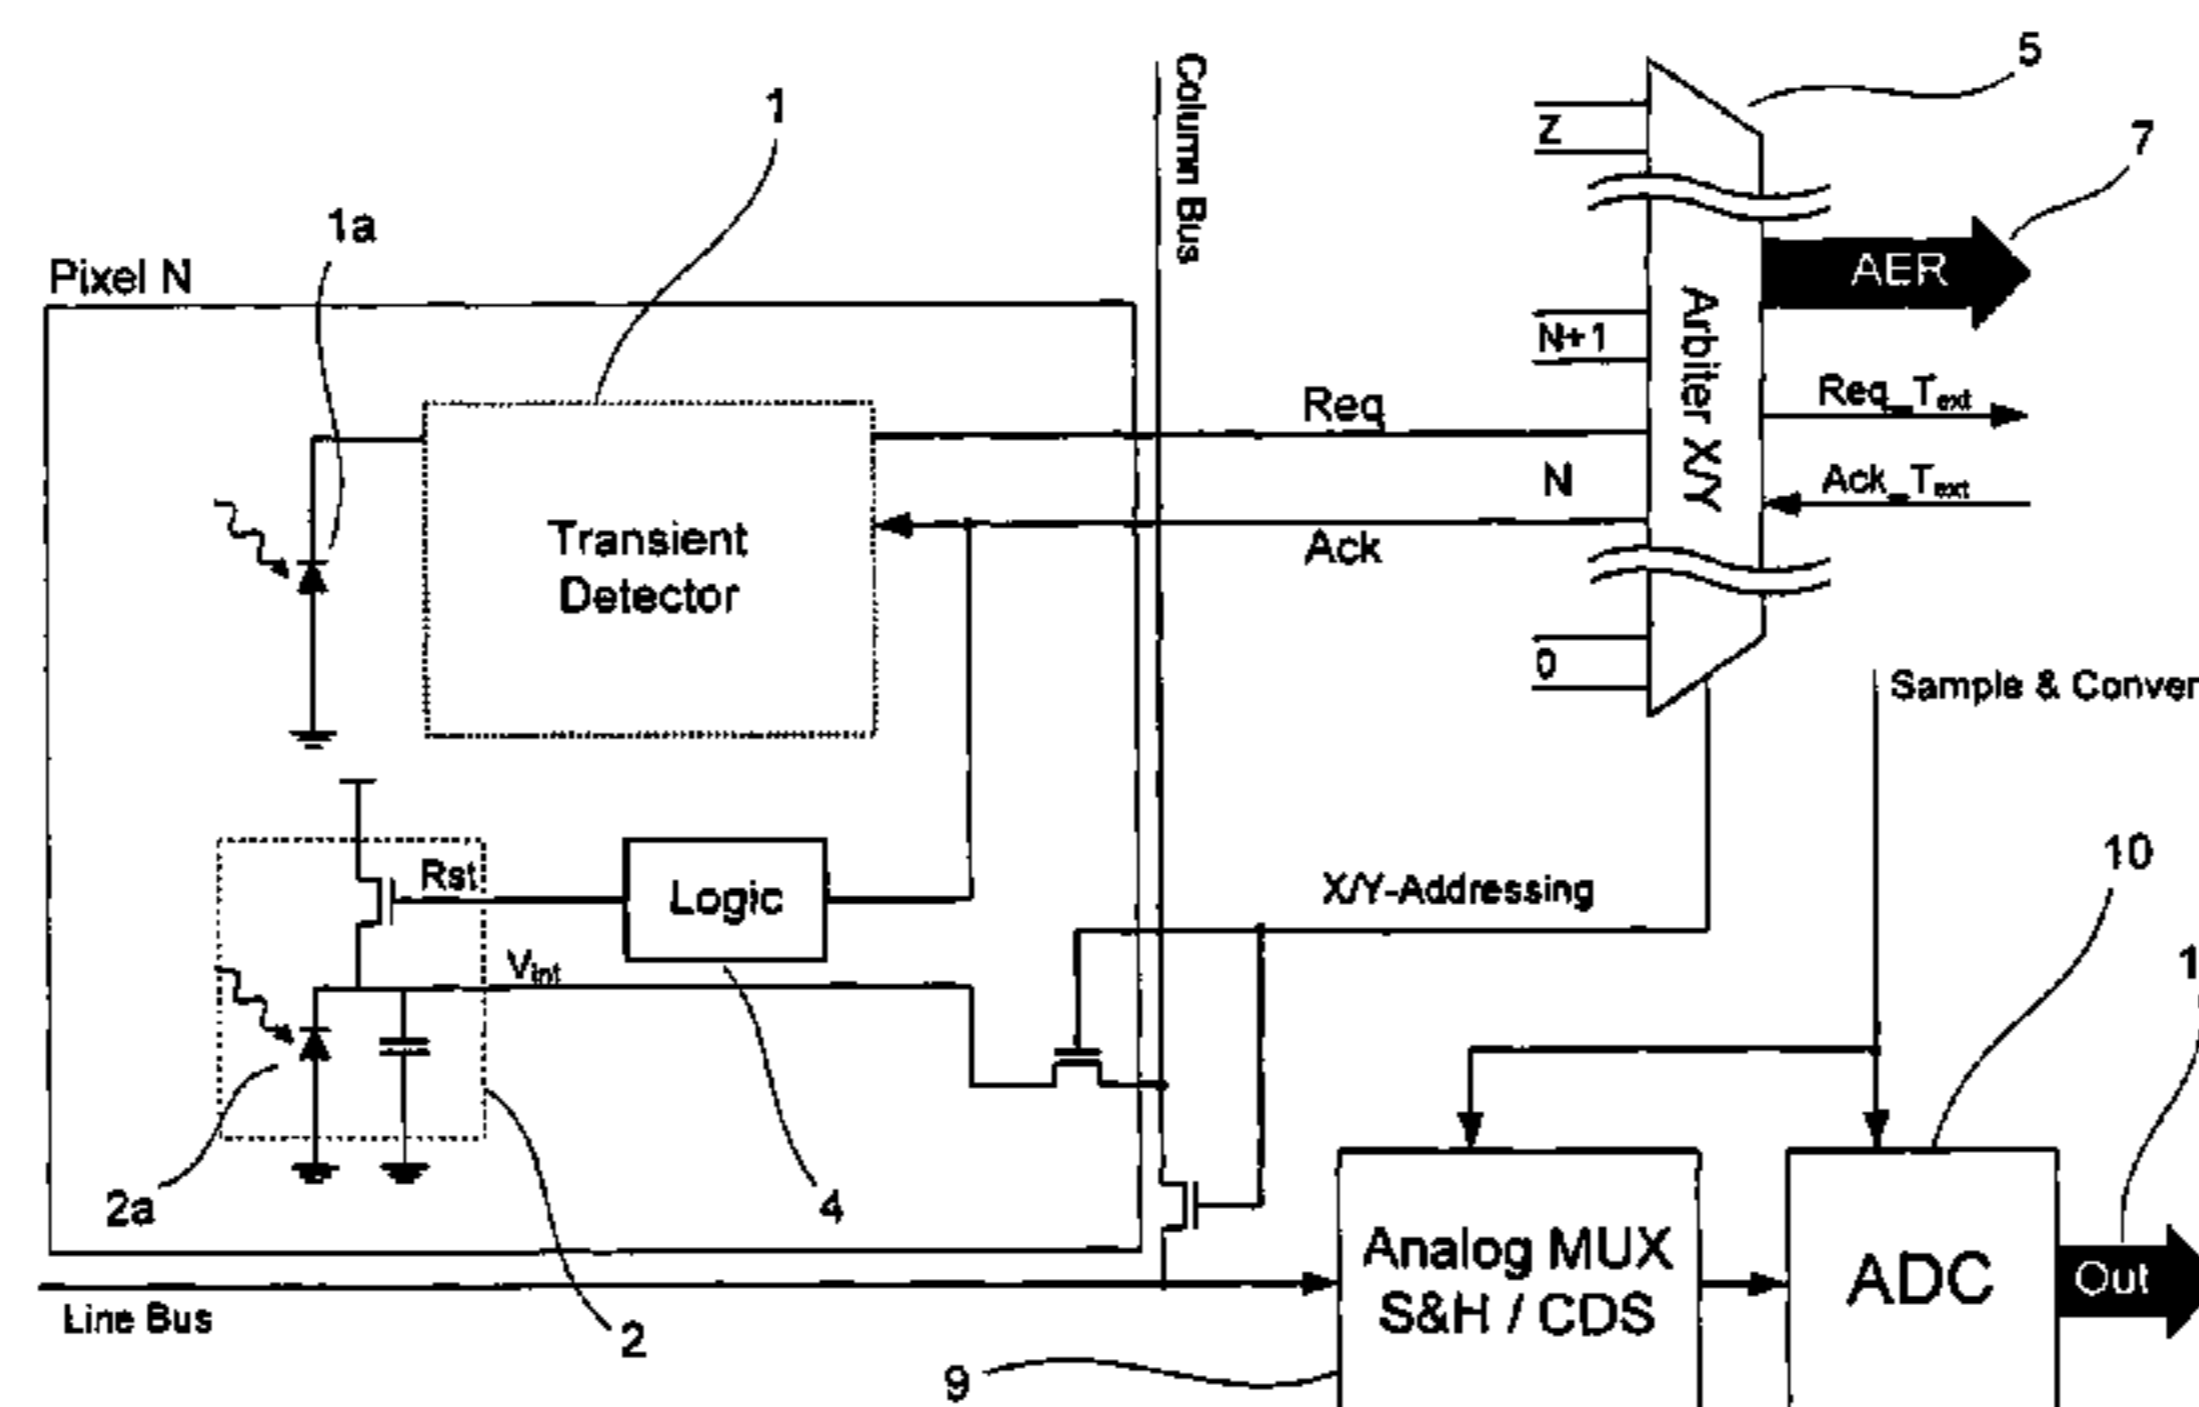 5
1
Column Bus
Z
7
1a
Pixel N
AER
N+1
Arbiter X/Y
Req
Req_Text
N
Ack_Text
Transient
Detector
Ack
0
Sample & Conver
10
Rst
Logic
X/Y-Addressing
Vint
1
2a
4
Analog MUX
S&H / CDS
ADC
Out
Line Bus
2
9